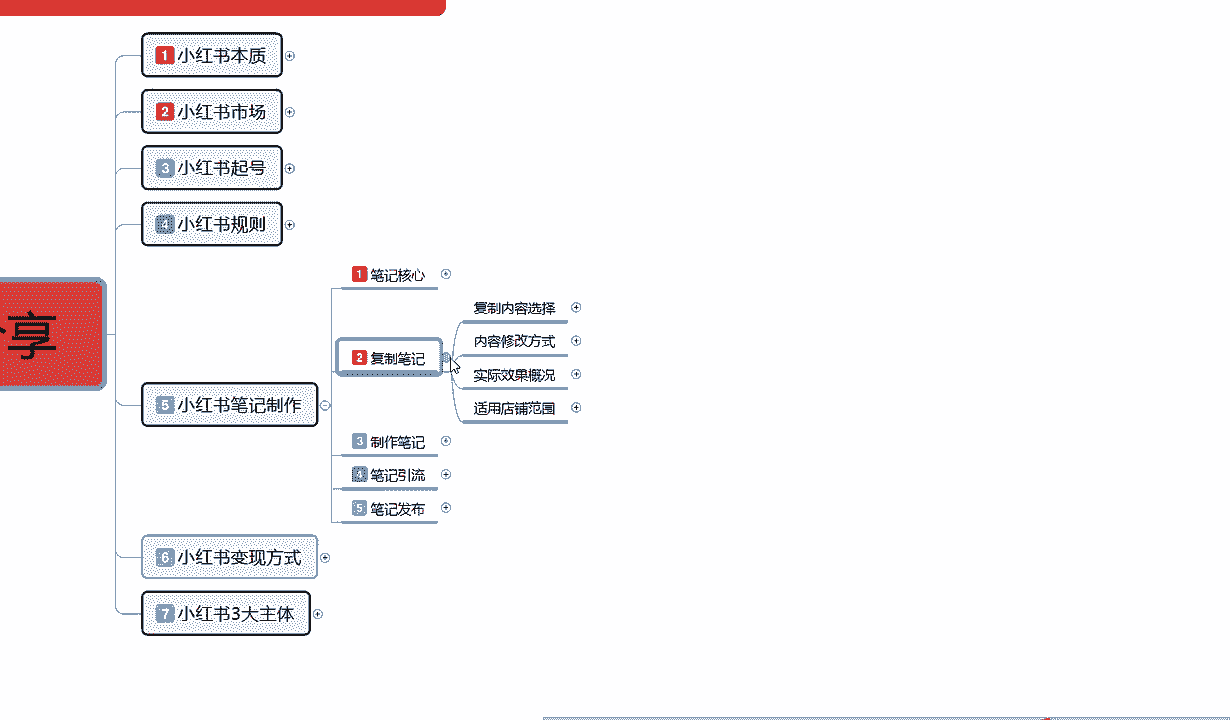 1 小红书本质
2 小红书市场
3 小红书起号
4 小红书规则
享
5 小红书笔记制作
1 笔记核心
2 复制笔记
复制内容选择
内容修改方式
实际效果概况
适用店铺范围
3 制作笔记
4 笔记引流
5 笔记发布
6 小红书变现方式
7 小红书3大主体